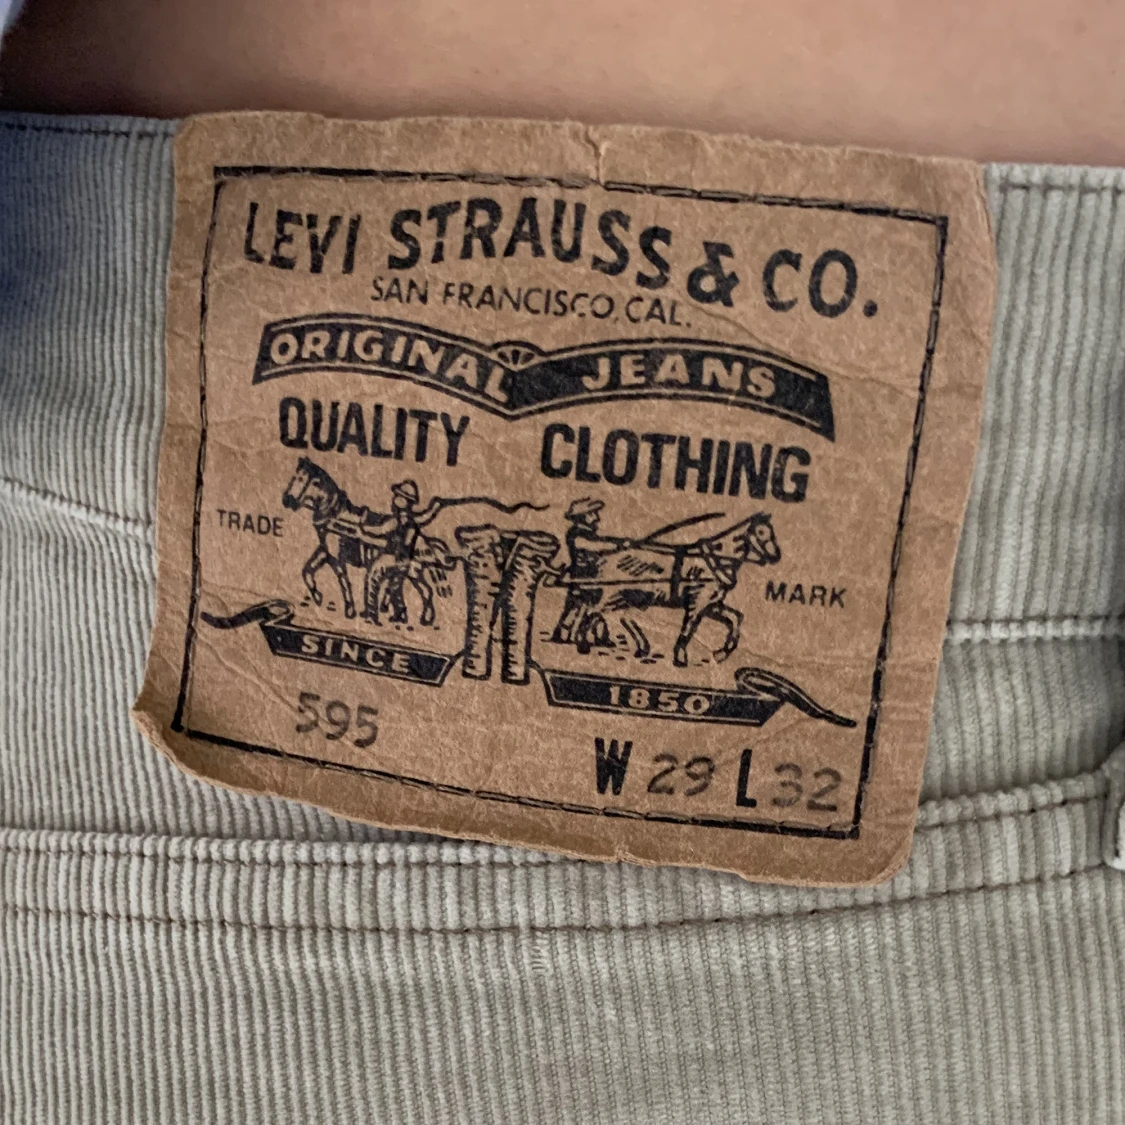 LEVI STRAUSS & CO.
SAN FRANCISCO, CAL.
ORIGINAL JEANS
QUALITY CLOTHING
TRADE MARK
SINCE 1850
595
W 29 L 32